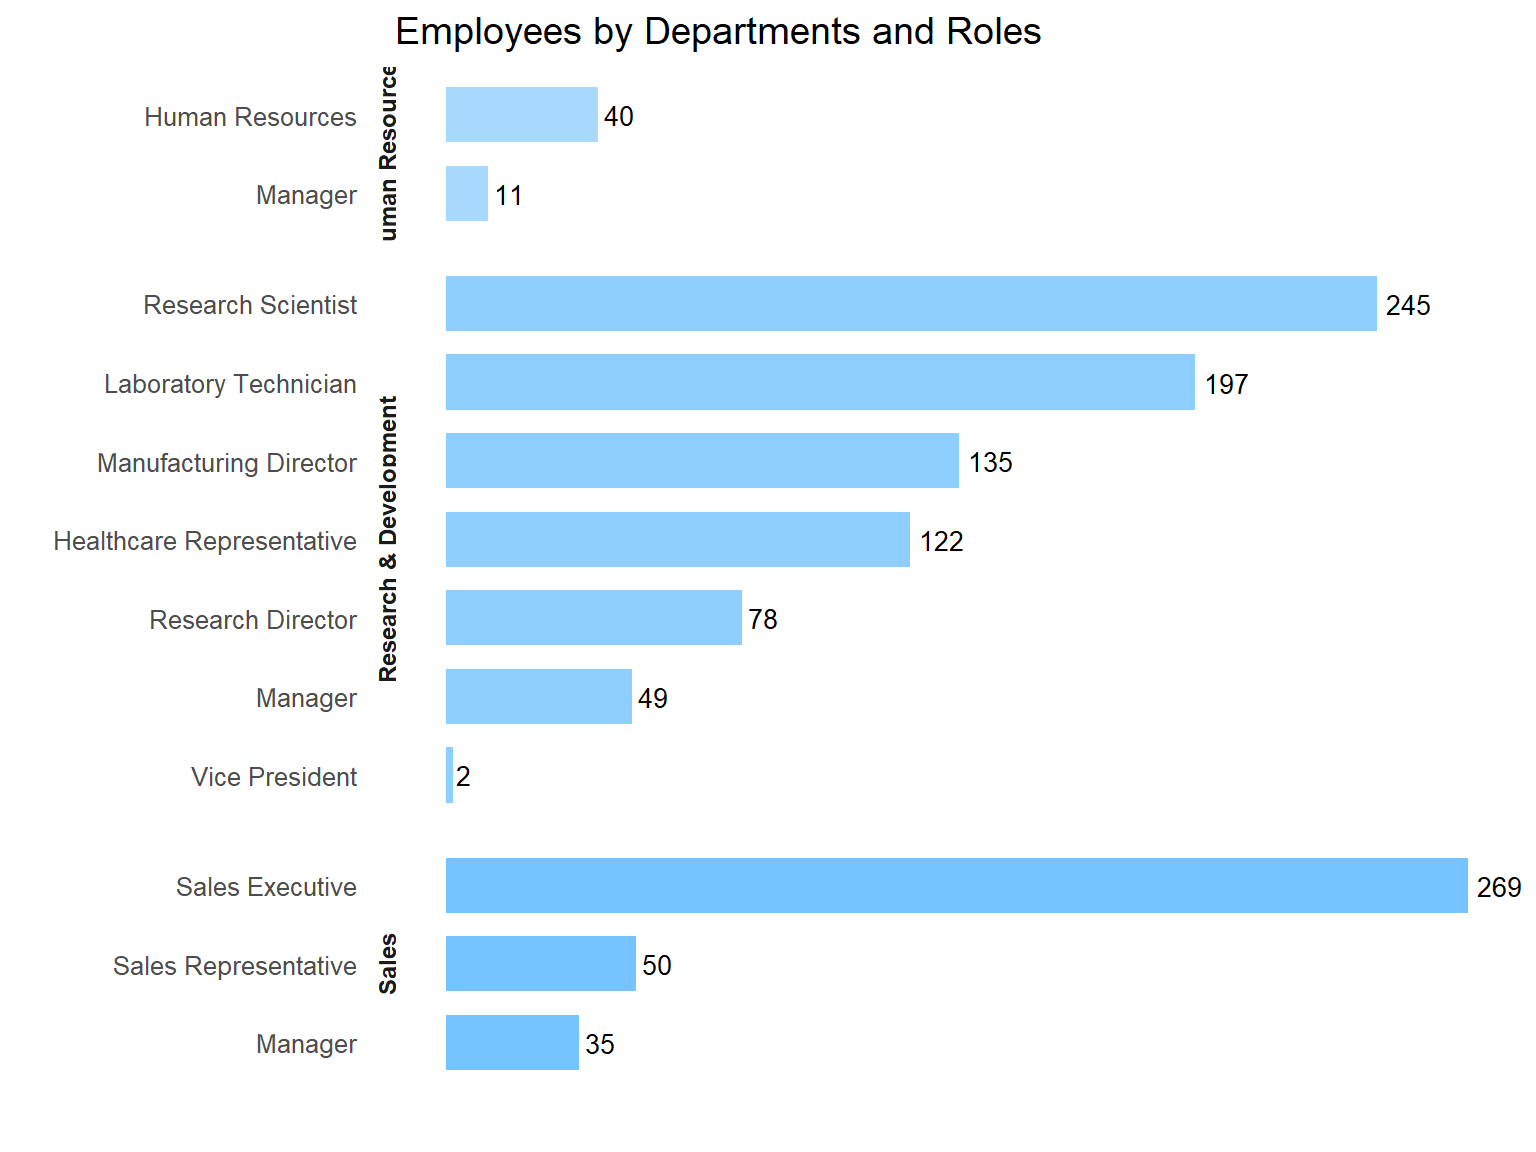 Employees by Departments and Roles
uman Resource
Human Resources 40
Manager 11
Research & Development
Research Scientist 245
Laboratory Technician 197
Manufacturing Director 135
Healthcare Representative 122
Research Director 78
Manager 49
Vice President 2
Sales
Sales Executive 269
Sales Representative 50
Manager 35